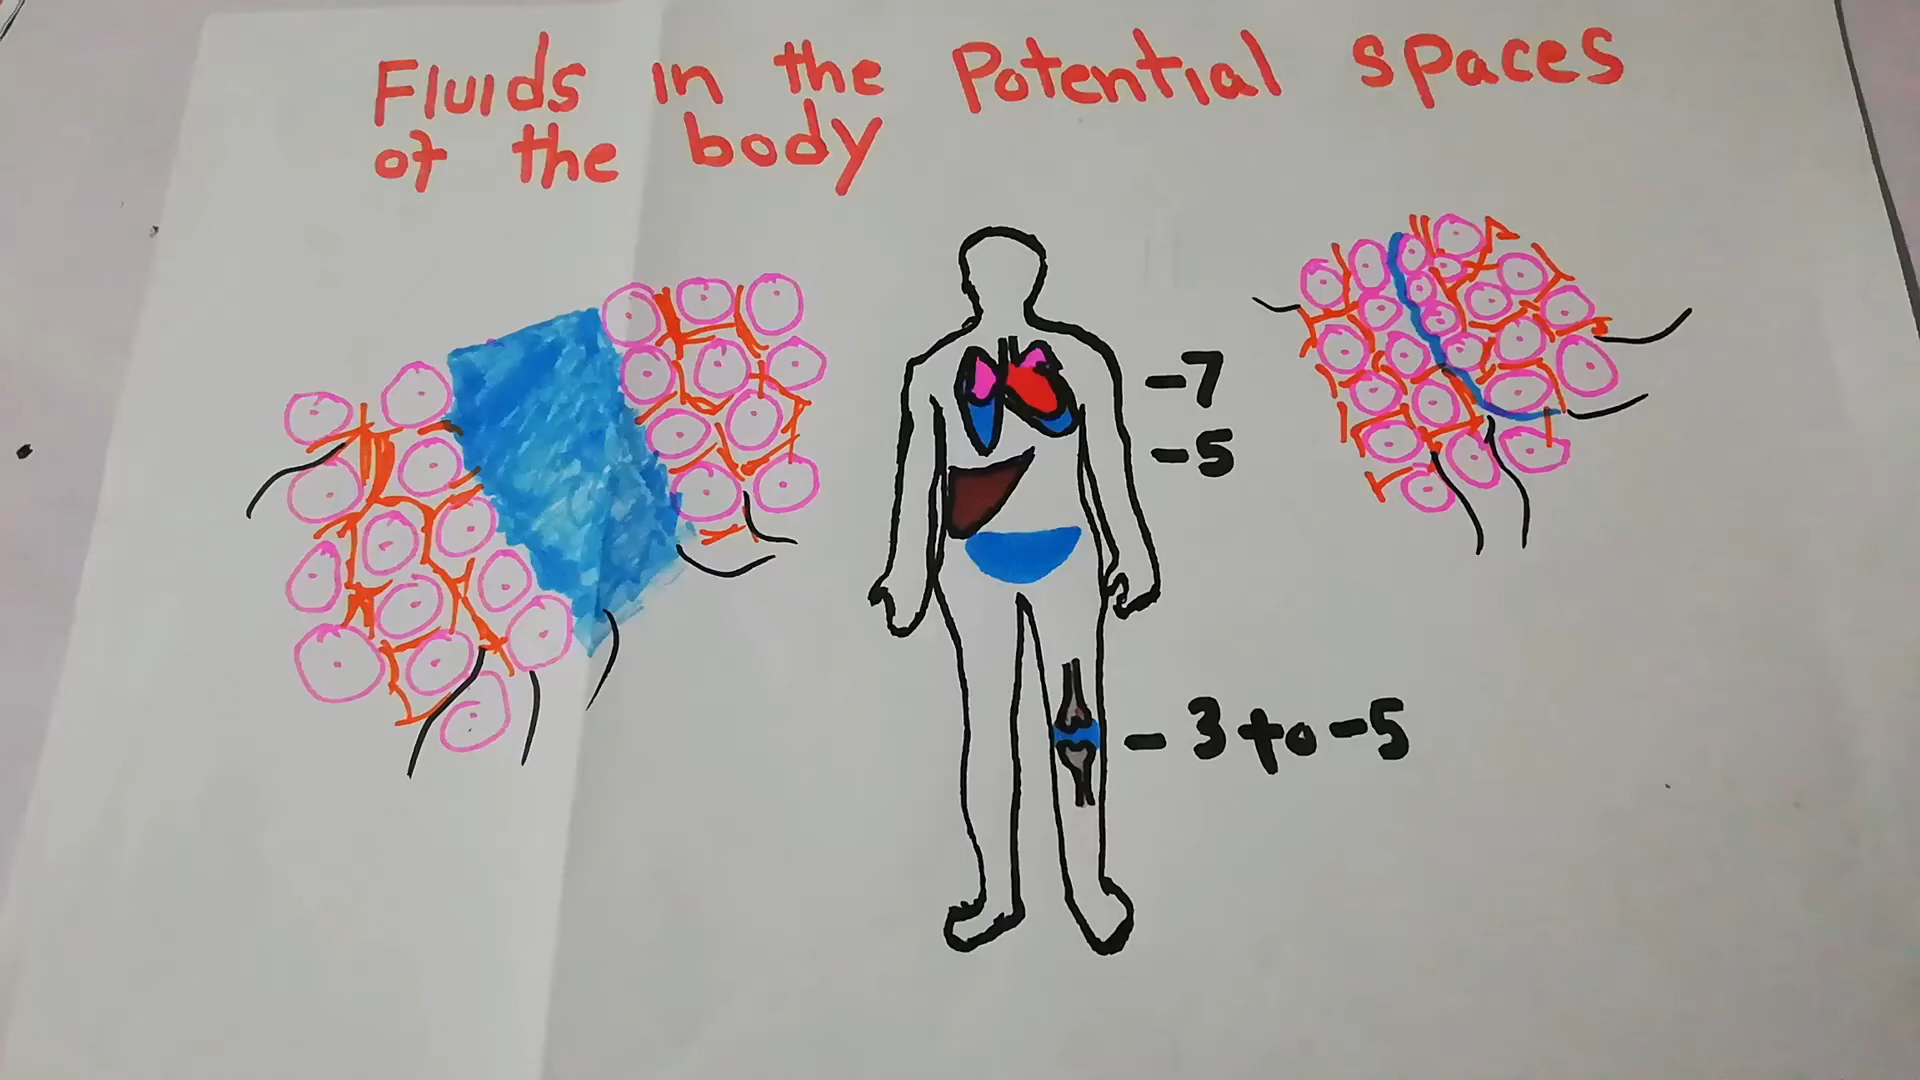 Fluids in the Potential spaces
of the body
-7
-5
- 3 to -5